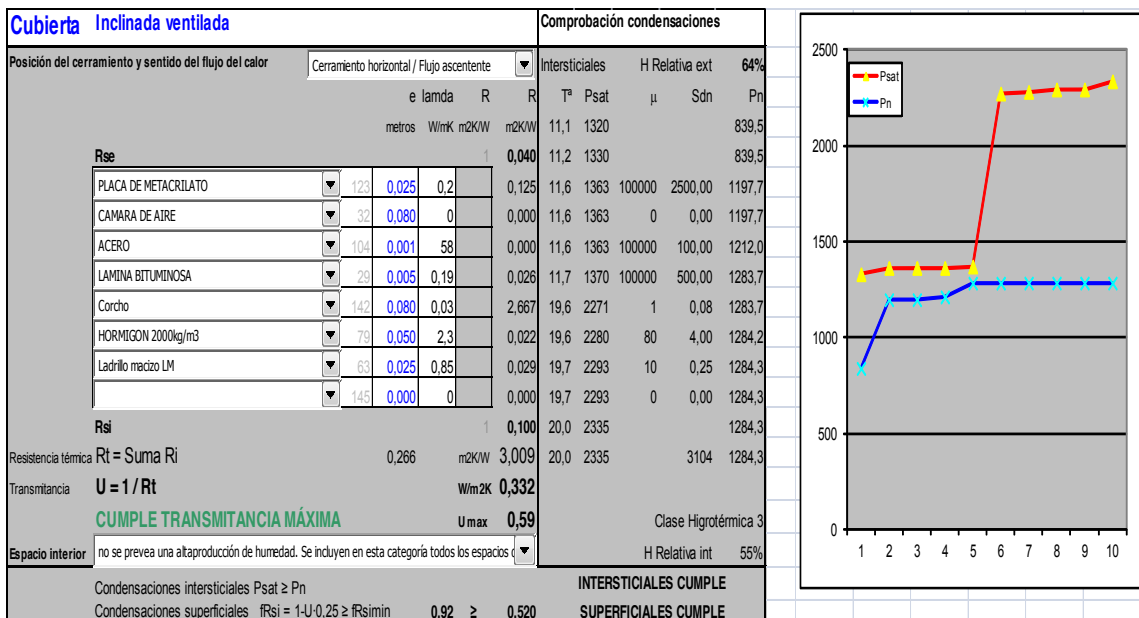 Cubierta Inclinada ventilada Comprobación condensaciones
Posición del cerramiento y sentido del flujo del calor Cerramiento horizontal / Flujo ascentente Intersticiales H Relativa ext 64%
e lamda R R Tª Psat μ Sdn Pn
metros W/mK m2K/W m2K/W 11,1 1320 839,5
Rse 1 0,040 11,2 1330 839,5
PLACA DE METACRILATO 123 0,025 0,2 0,125 11,6 1363 100000 2500,00 1197,7
CAMARA DE AIRE 32 0,080 0 0,000 11,6 1363 0 0,00 1197,7
ACERO 104 0,001 58 0,000 11,6 1363 100000 100,00 1212,0
LAMINA BITUMINOSA 29 0,005 0,19 0,026 11,7 1370 100000 500,00 1283,7
Corcho 142 0,080 0,03 2,667 19,6 2271 1 0,08 1283,7
HORMIGON 2000kg/m3 79 0,050 2,3 0,022 19,6 2280 80 4,00 1284,2
Ladrillo macizo LM 63 0,025 0,85 0,029 19,7 2293 10 0,25 1284,3
145 0,000 0 0,000 19,7 2293 0 0,00 1284,3
Rsi 1 0,100 20,0 2335 1284,3
Resistencia térmica Rt = Suma Ri 0,266 m2K/W 3,009 20,0 2335 3104 1284,3
Transmitancia U = 1 / Rt W/m2K 0,332
CUMPLE TRANSMITANCIA MÁXIMA U max 0,59 Clase Higrotérmica 3
Espacio interior no se prevea una altaproducción de humedad. Se incluyen en esta categoría todos los espacios H Relativa int 55%
Condensaciones intersticiales Psat ≥ Pn INTERSTICIALES CUMPLE
Condensaciones superficiales fRsi = 1-U·0,25 ≥ fRsimin 0,92 ≥ 0,520 SUPERFICIALES CUMPLE
2500
2000
1500
1000
500
0
Psat
Pn
1 2 3 4 5 6 7 8 9 10